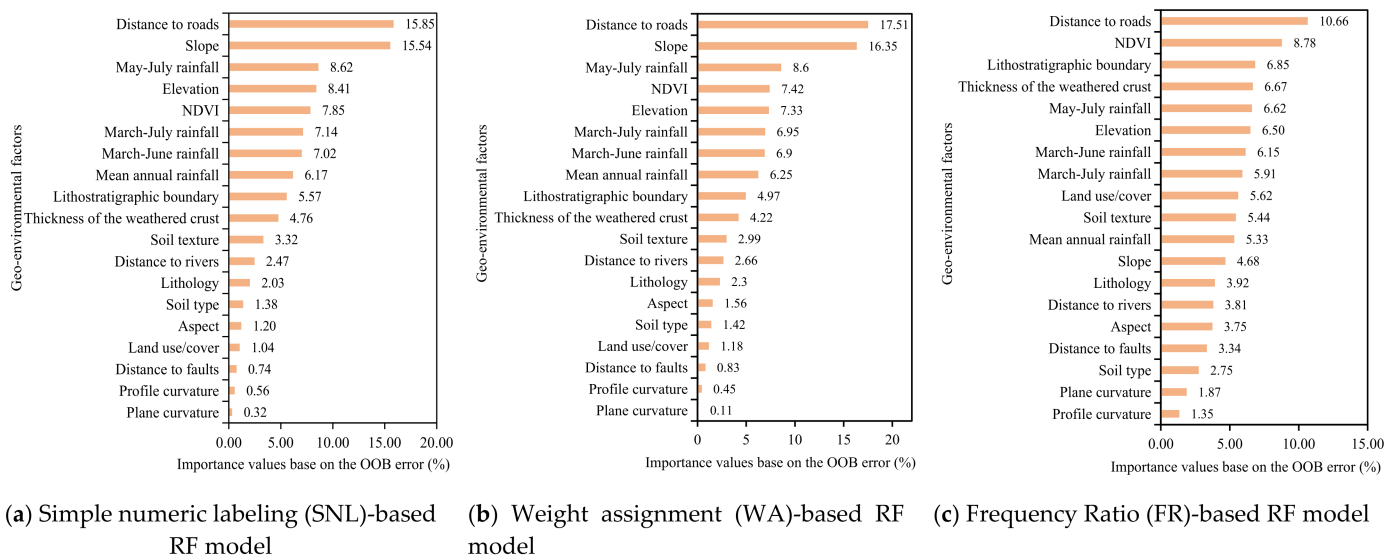 Geo-environmental factors
Distance to roads 15.85
Slope 15.54
May-July rainfall 8.62
Elevation 8.41
NDVI 7.85
March-July rainfall 7.14
March-June rainfall 7.02
Mean annual rainfall 6.17
Lithostratigraphic boundary 5.57
Thickness of the weathered crust 4.76
Soil texture 3.32
Distance to rivers 2.47
Lithology 2.03
Soil type 1.38
Aspect 1.20
Land use/cover 1.04
Distance to faults 0.74
Profile curvature 0.56
Plane curvature 0.32
0.00 5.00 10.00 15.00 20.00
Importance values base on the OOB error (%)
(a) Simple numeric labeling (SNL)-based
RF model
Geo-environmental factors
Distance to roads 17.51
Slope 16.35
May-July rainfall 8.6
NDVI 7.42
Elevation 7.33
March-July rainfall 6.95
March-June rainfall 6.9
Mean annual rainfall 6.25
Lithostratigraphic boundary 4.97
Thickness of the weathered crust 4.22
Soil texture 2.99
Distance to rivers 2.66
Lithology 2.3
Aspect 1.56
Soil type 1.42
Land use/cover 1.18
Distance to faults 0.83
Profile curvature 0.45
Plane curvature 0.11
0 5 10 15 20
Importance values base on the OOB error (%)
(b) Weight assignment (WA)-based RF
model
Geo-environmental factors
Distance to roads 10.66
NDVI 8.78
Lithostratigraphic boundary 6.85
Thickness of the weathered crust 6.67
May-July rainfall 6.62
Elevation 6.50
March-June rainfall 6.15
March-July rainfall 5.91
Land use/cover 5.62
Soil texture 5.44
Mean annual rainfall 5.33
Slope 4.68
Lithology 3.92
Distance to rivers 3.81
Aspect 3.75
Distance to faults 3.34
Soil type 2.75
Plane curvature 1.87
Profile curvature 1.35
0.00 5.00 10.00 15.00
Importance values base on the OOB error (%)
(c) Frequency Ratio (FR)-based RF model